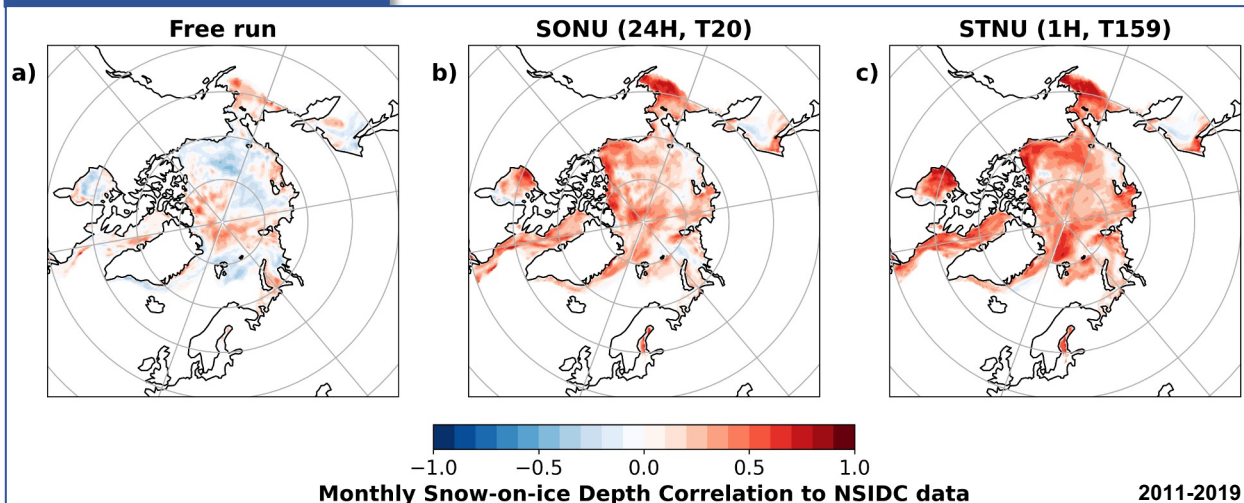 Free run
SONU (24H, T20)
STNU (1H, T159)
a)
b)
c)
−1.0 −0.5 0.0 0.5 1.0
Monthly Snow-on-ice Depth Correlation to NSIDC data
2011-2019